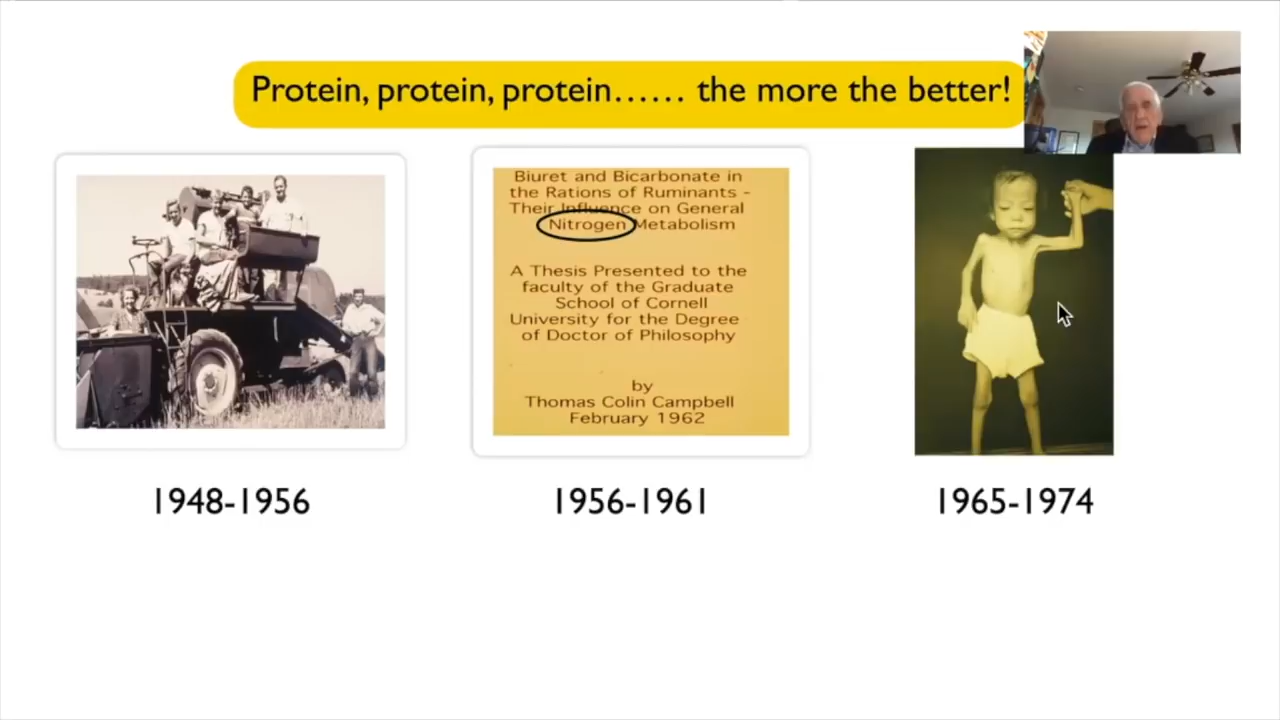 Protein, protein, protein…… the more the better!
Biuret and Bicarbonate in
the Rations of Ruminants -
Their Influence on General
Nitrogen Metabolism
A Thesis Presented to the
faculty of the Graduate
School of Cornell
University for the Degree
of Doctor of Philosophy
by
Thomas Colin Campbell
February 1962
1948-1956
1956-1961
1965-1974